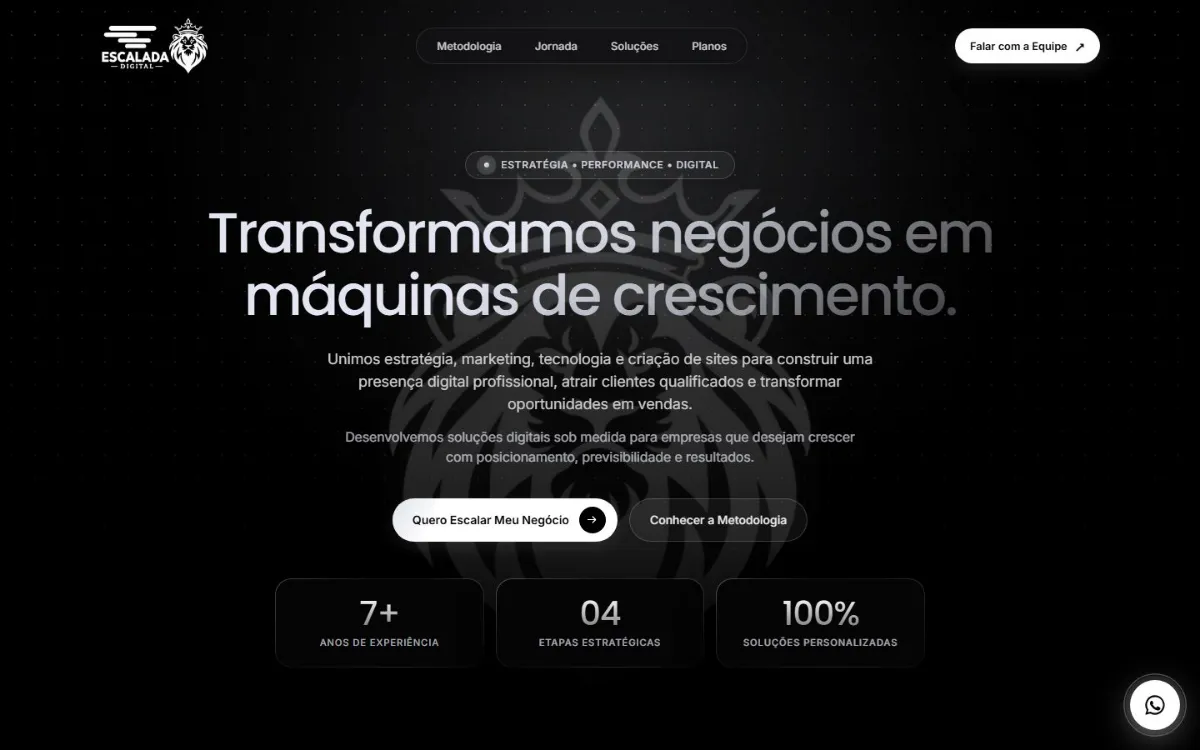 ESCALADA
DIGITAL
Metodologia
Jornada
Soluções
Planos
Falar com a Equipe ↗
ESTRATÉGIA • PERFORMANCE • DIGITAL
Transformamos negócios em
máquinas de crescimento.
Unimos estratégia, marketing, tecnologia e criação de sites para construir uma
presença digital profissional, atrair clientes qualificados e transformar
oportunidades em vendas.
Desenvolvemos soluções digitais sob medida para empresas que desejam crescer
com posicionamento, previsibilidade e resultados.
Quero Escalar Meu Negócio →
Conhecer a Metodologia
7+
ANOS DE EXPERIÊNCIA
04
ETAPAS ESTRATÉGICAS
100%
SOLUÇÕES PERSONALIZADAS